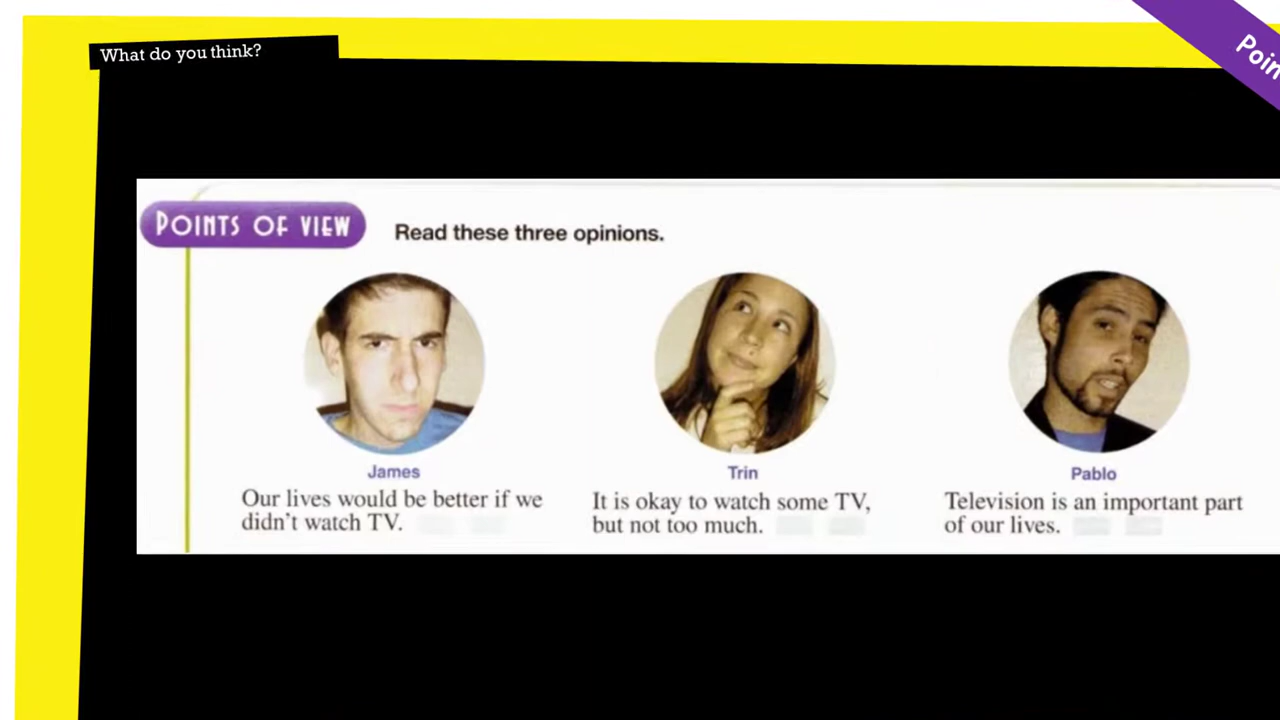 What do you think?
POINTS OF VIEW
Read these three opinions.
James
Our lives would be better if we
didn't watch TV.
Trin
It is okay to watch some TV,
but not too much.
Pablo
Television is an important part
of our lives.